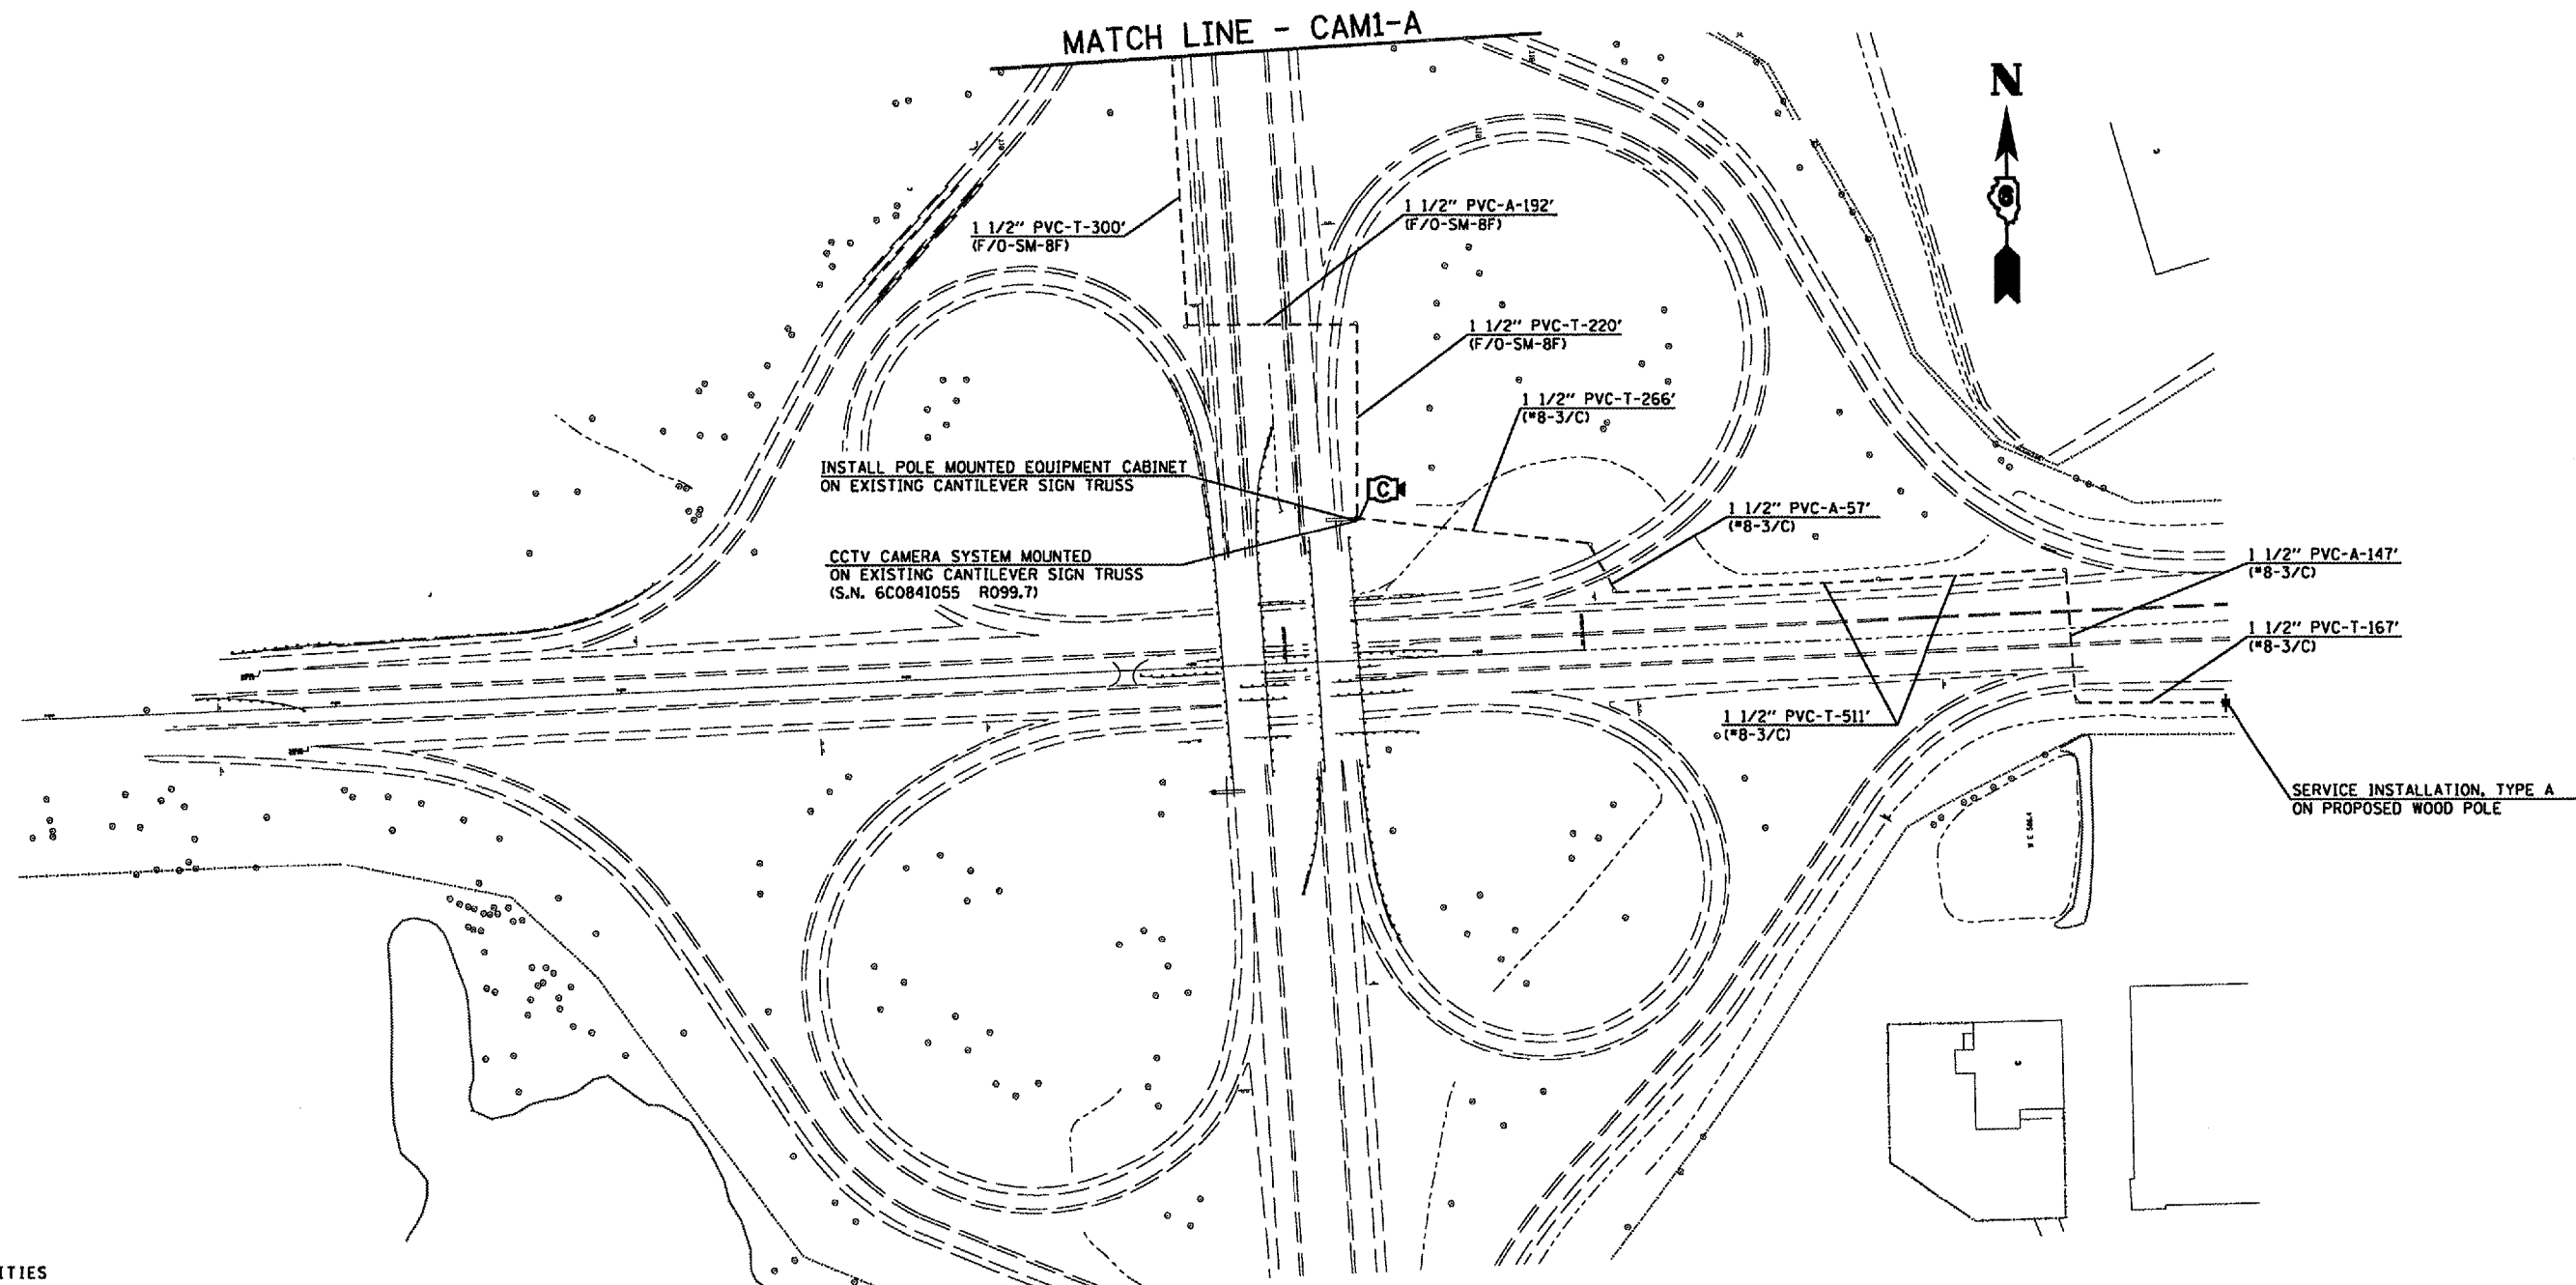 MATCH LINE - CAM1-A
N
6
1 1/2" PVC-T-300'
(F/O-SM-8F)
1 1/2" PVC-A-192'
(F/O-SM-8F)
1 1/2" PVC-T-220'
(F/O-SM-8F)
1 1/2" PVC-T-266'
(#8-3/C)
INSTALL POLE MOUNTED EQUIPMENT CABINET
ON EXISTING CANTILEVER SIGN TRUSS
C
1 1/2" PVC-A-57'
(#8-3/C)
CCTV CAMERA SYSTEM MOUNTED
ON EXISTING CANTILEVER SIGN TRUSS
(S.N. 6C084I055 R099.7)
1 1/2" PVC-A-147'
(#8-3/C)
1 1/2" PVC-T-167'
(#8-3/C)
1 1/2" PVC-T-511'
(#8-3/C)
SERVICE INSTALLATION, TYPE A
ON PROPOSED WOOD POLE
ITIES